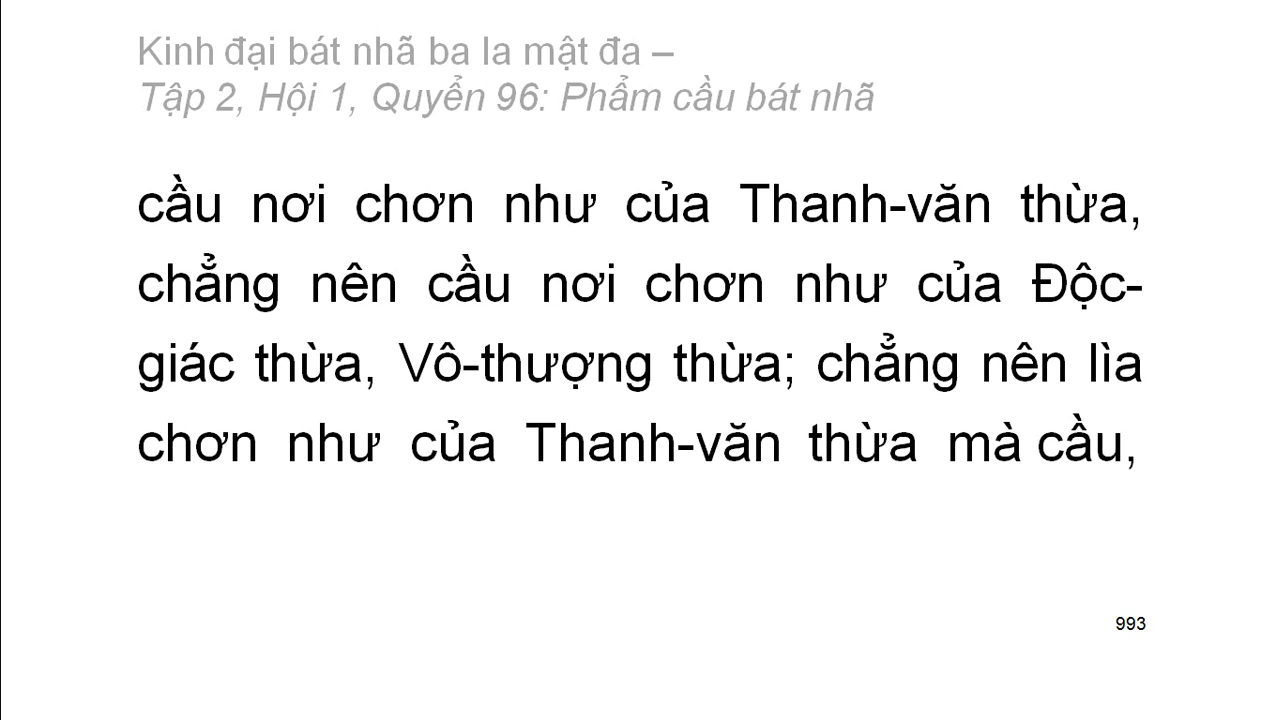 Kinh đại bát nhã ba la mật đa –
Tập 2, Hội 1, Quyển 96: Phẩm cầu bát nhã
cầu nơi chơn như của Thanh-văn thừa,
chẳng nên cầu nơi chơn như của Độc-
giác thừa, Vô-thượng thừa; chẳng nên lìa
chơn như của Thanh-văn thừa mà cầu,
993